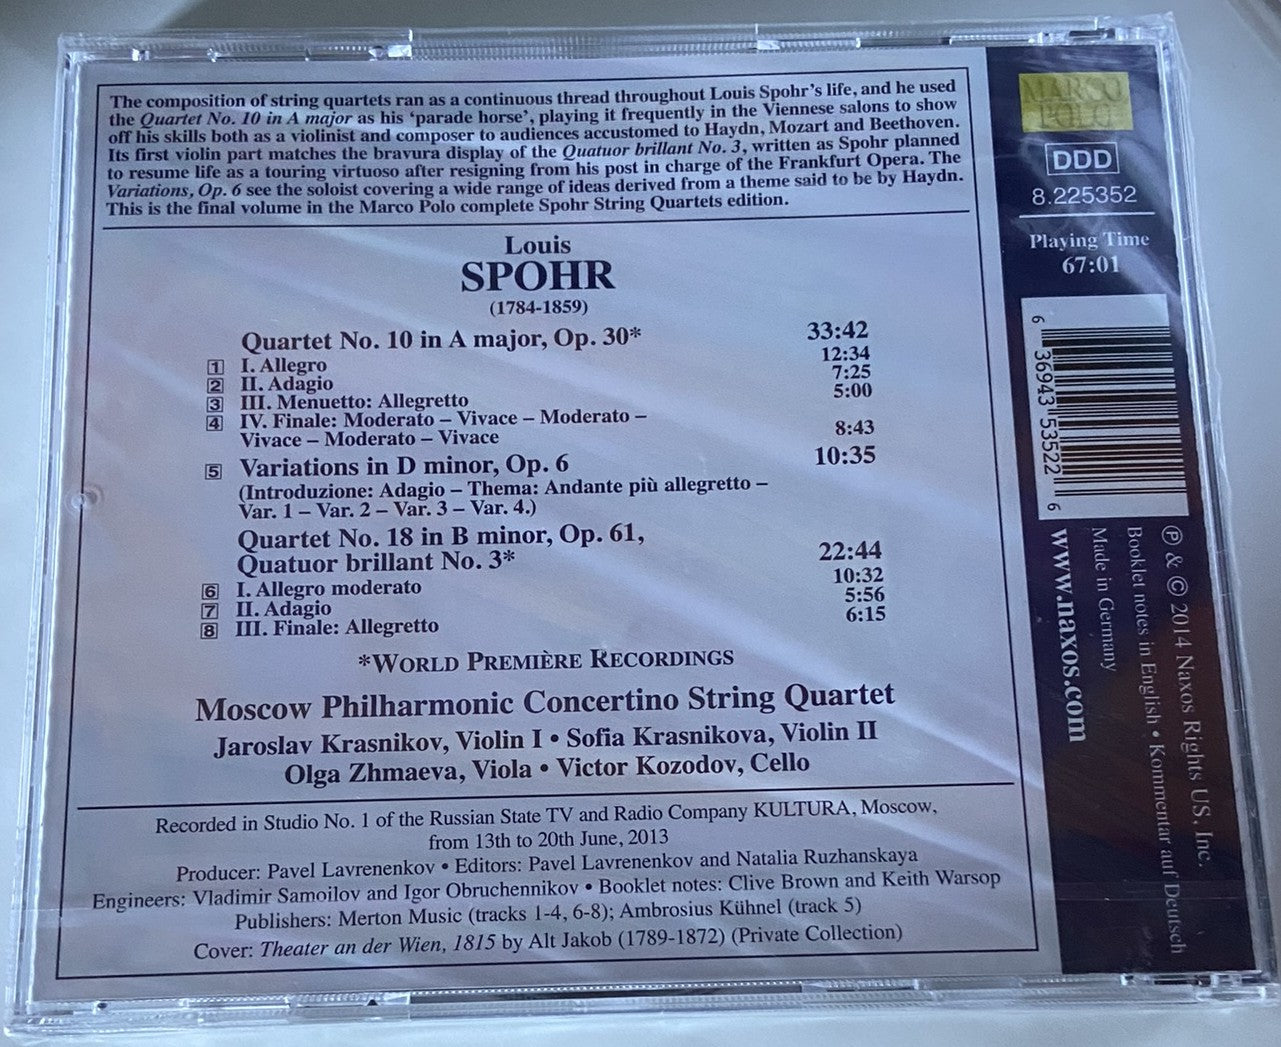 The composition of string quartets ran as a continuous thread throughout Louis Spohr's life, and he used
the Quartet No. 10 in A major as his 'parade horse', playing it frequently in the Viennese salons to show
off his skills both as a violinist and composer to audiences accustomed to Haydn, Mozart and Beethoven.
Its first violin part matches the bravura display of the Quatuor brillant No. 3, written as Spohr planned
to resume life as a touring virtuoso after resigning from his post in charge of the Frankfurt Opera. The
Variations, Op. 6 see the soloist covering a wide range of ideas derived from a theme said to be by Haydn.
This is the final volume in the Marco Polo complete Spohr String Quartets edition.
Louis
SPOHR
(1784-1859)
Quartet No. 10 in A major, Op. 30* 33:42
1 I. Allegro 12:34
2 II. Adagio 7:25
3 III. Menuetto: Allegretto 5:00
4 IV. Finale: Moderato – Vivace – Moderato –
Vivace – Moderato – Vivace 8:43
5 Variations in D minor, Op. 6 10:35
(Introduzione: Adagio – Thema: Andante più allegretto –
Var. 1 – Var. 2 – Var. 3 – Var. 4.)
Quartet No. 18 in B minor, Op. 61,
Quatuor brillant No. 3* 22:44
6 I. Allegro moderato 10:32
7 II. Adagio 5:56
8 III. Finale: Allegretto 6:15
*WORLD PREMIÈRE RECORDINGS
Moscow Philharmonic Concertino String Quartet
Jaroslav Krasnikov, Violin I • Sofia Krasnikova, Violin II
Olga Zhmaeva, Viola • Victor Kozodov, Cello
Recorded in Studio No. 1 of the Russian State TV and Radio Company KULTURA, Moscow,
from 13th to 20th June, 2013
Producer: Pavel Lavrenenkov • Editors: Pavel Lavrenenkov and Natalia Ruzhanskaya
Engineers: Vladimir Samoilov and Igor Obruchennikov • Booklet notes: Clive Brown and Keith Warsop
Publishers: Merton Music (tracks 1-4, 6-8); Ambrosius Kühnel (track 5)
Cover: Theater an der Wien, 1815 by Alt Jakob (1789-1872) (Private Collection)
MARCO
POLO
DDD
8.225352
Playing Time
67:01
6 36943 53522 6
℗ & © 2014 Naxos Rights US, Inc.
Booklet notes in English • Kommentar auf Deutsch
Made in Germany
www.naxos.com